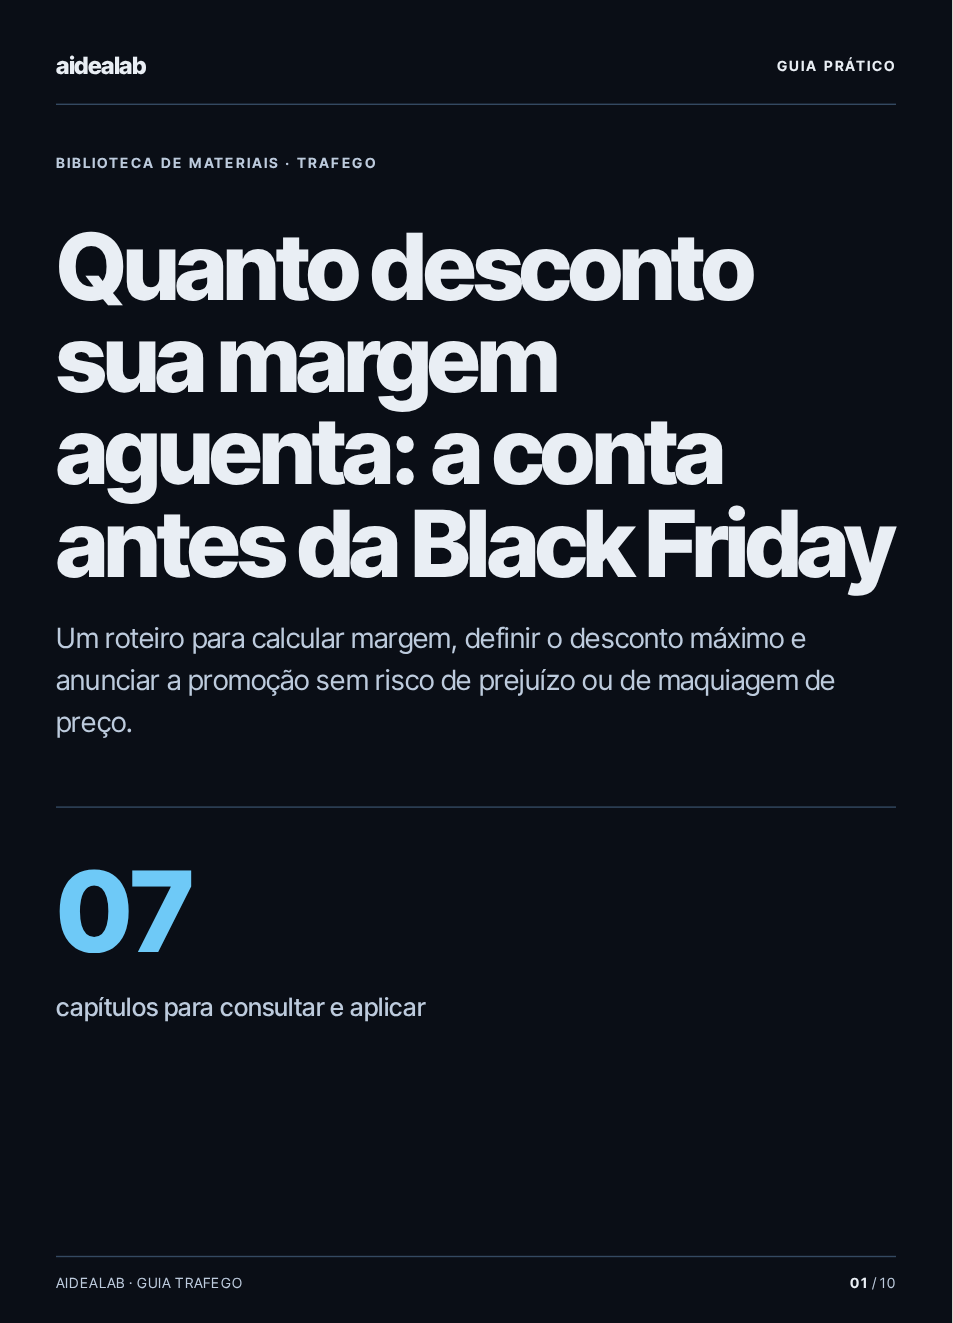 aidealab
GUIA PRÁTICO
BIBLIOTECA DE MATERIAIS · TRAFEGO
Quanto desconto
sua margem
aguenta: a conta
antes da Black Friday
Um roteiro para calcular margem, definir o desconto máximo e
anunciar a promoção sem risco de prejuízo ou de maquiagem de
preço.
07
capítulos para consultar e aplicar
AIDEALAB · GUIA TRAFEGO
01 / 10